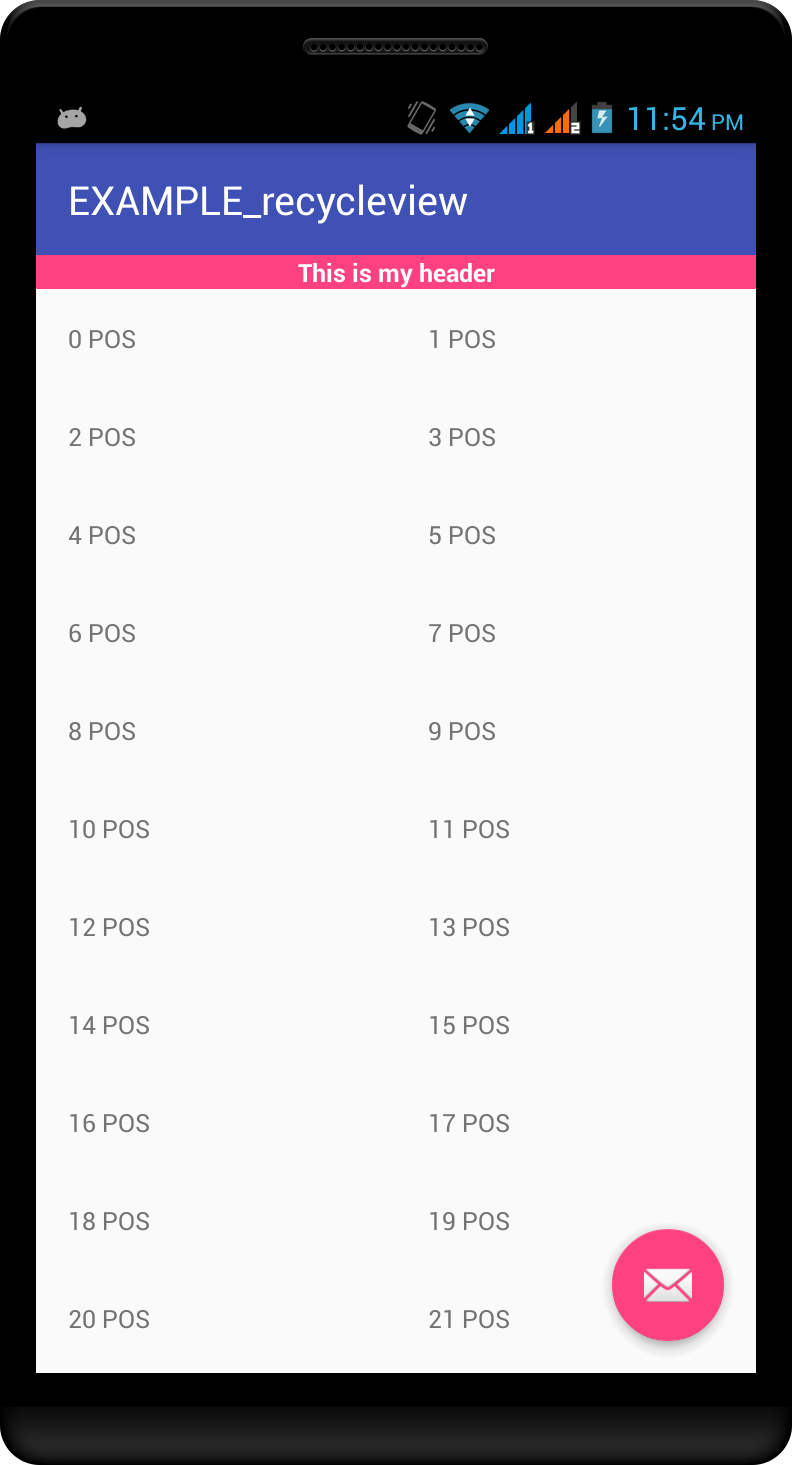 1 2 11:54 PM
EXAMPLE_recycleview
This is my header
0 POS 1 POS
2 POS 3 POS
4 POS 5 POS
6 POS 7 POS
8 POS 9 POS
10 POS 11 POS
12 POS 13 POS
14 POS 15 POS
16 POS 17 POS
18 POS 19 POS
20 POS 21 POS